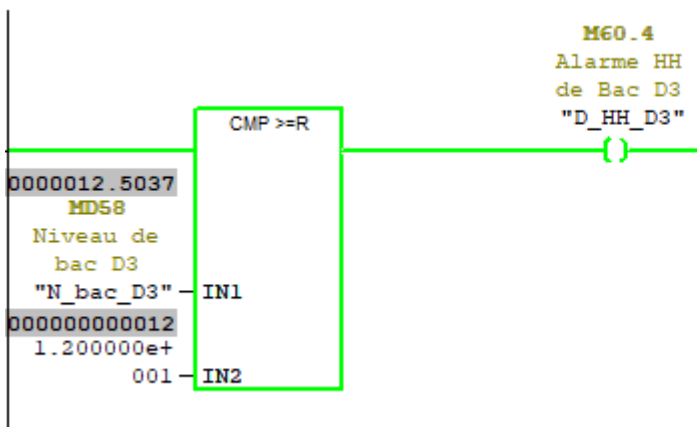 M60.4
Alarme HH
de Bac D3
"D_HH_D3"
CMP >=R
0000012.5037
MD58
Niveau de
bac D3
"N_bac_D3"
IN1
000000000012
1.200000e+
001
IN2